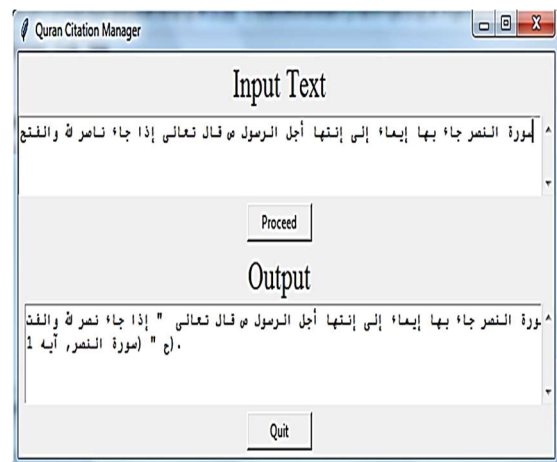 Quran Citation Manager
Input Text
سورة النصر جاء بها إيماء إلى إنتها أجل الرسول ص قال تعالى إذا جاء ناصر لله والفتح
Proceed
Output
ورة النصر جاء بها إيماء إلى إنتها أجل الرسول ص قال تعالى " إذا جاء نصر لله والفت
ح " (سورة النصر, آيه 1).
Quit